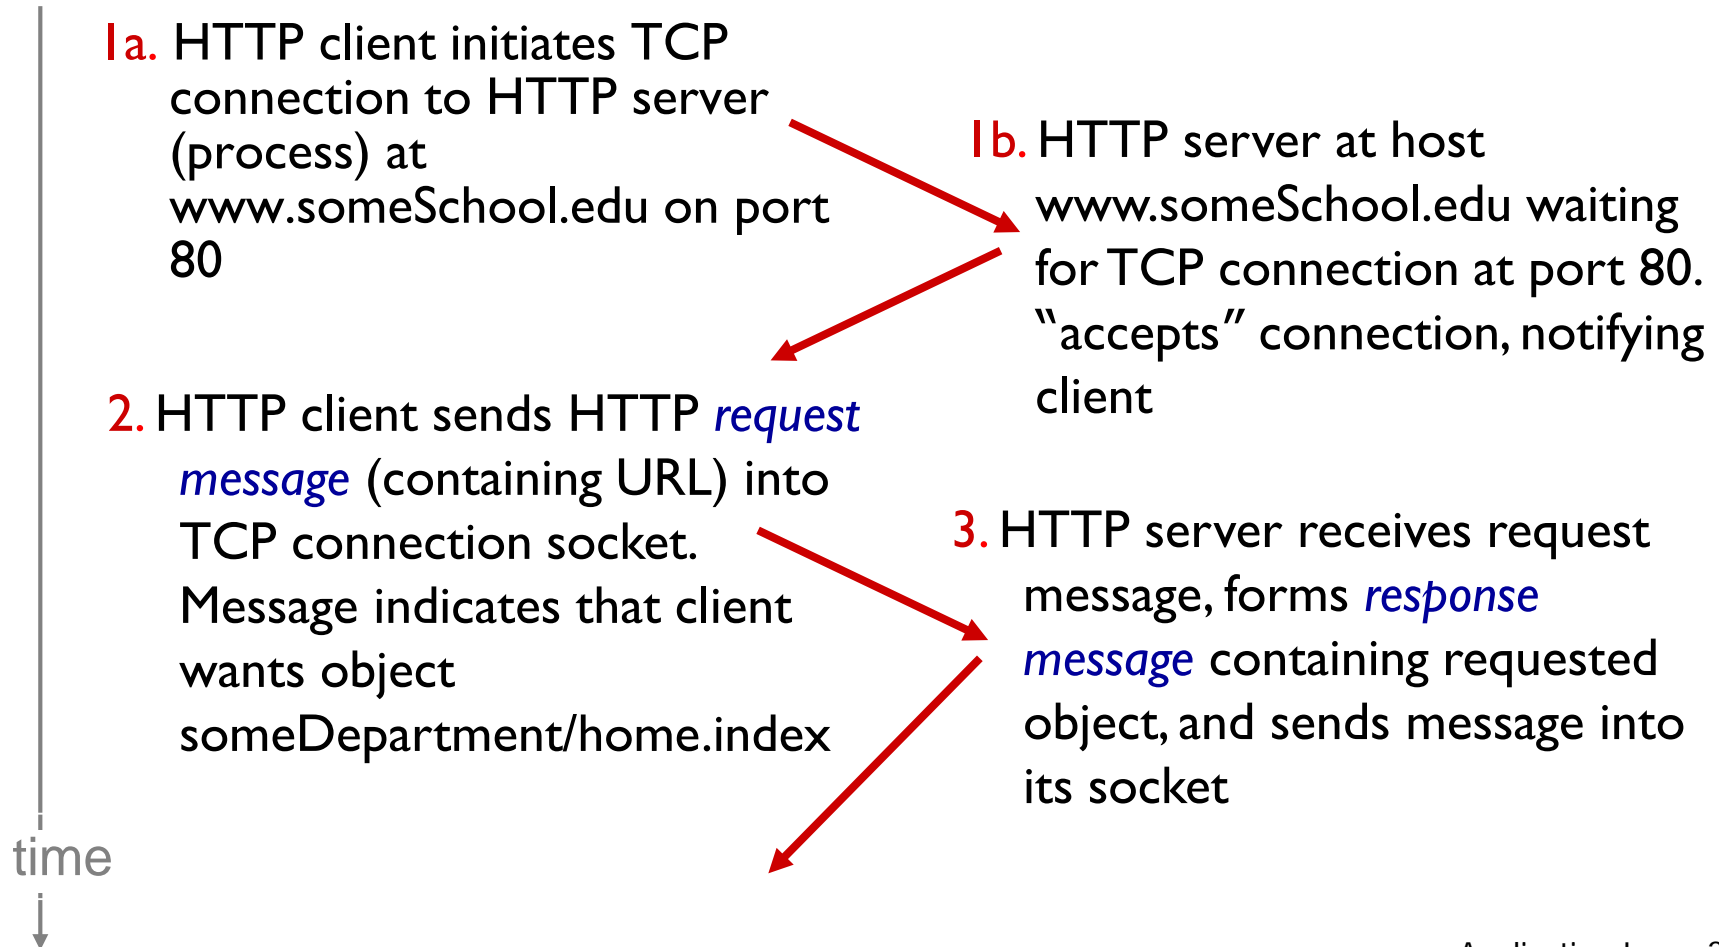 1a. HTTP client initiates TCP
connection to HTTP server
(process) at
www.someSchool.edu on port
80
1b. HTTP server at host
www.someSchool.edu waiting
for TCP connection at port 80.
“accepts” connection, notifying
client
2. HTTP client sends HTTP request
message (containing URL) into
TCP connection socket.
Message indicates that client
wants object
someDepartment/home.index
3. HTTP server receives request
message, forms response
message containing requested
object, and sends message into
its socket
time